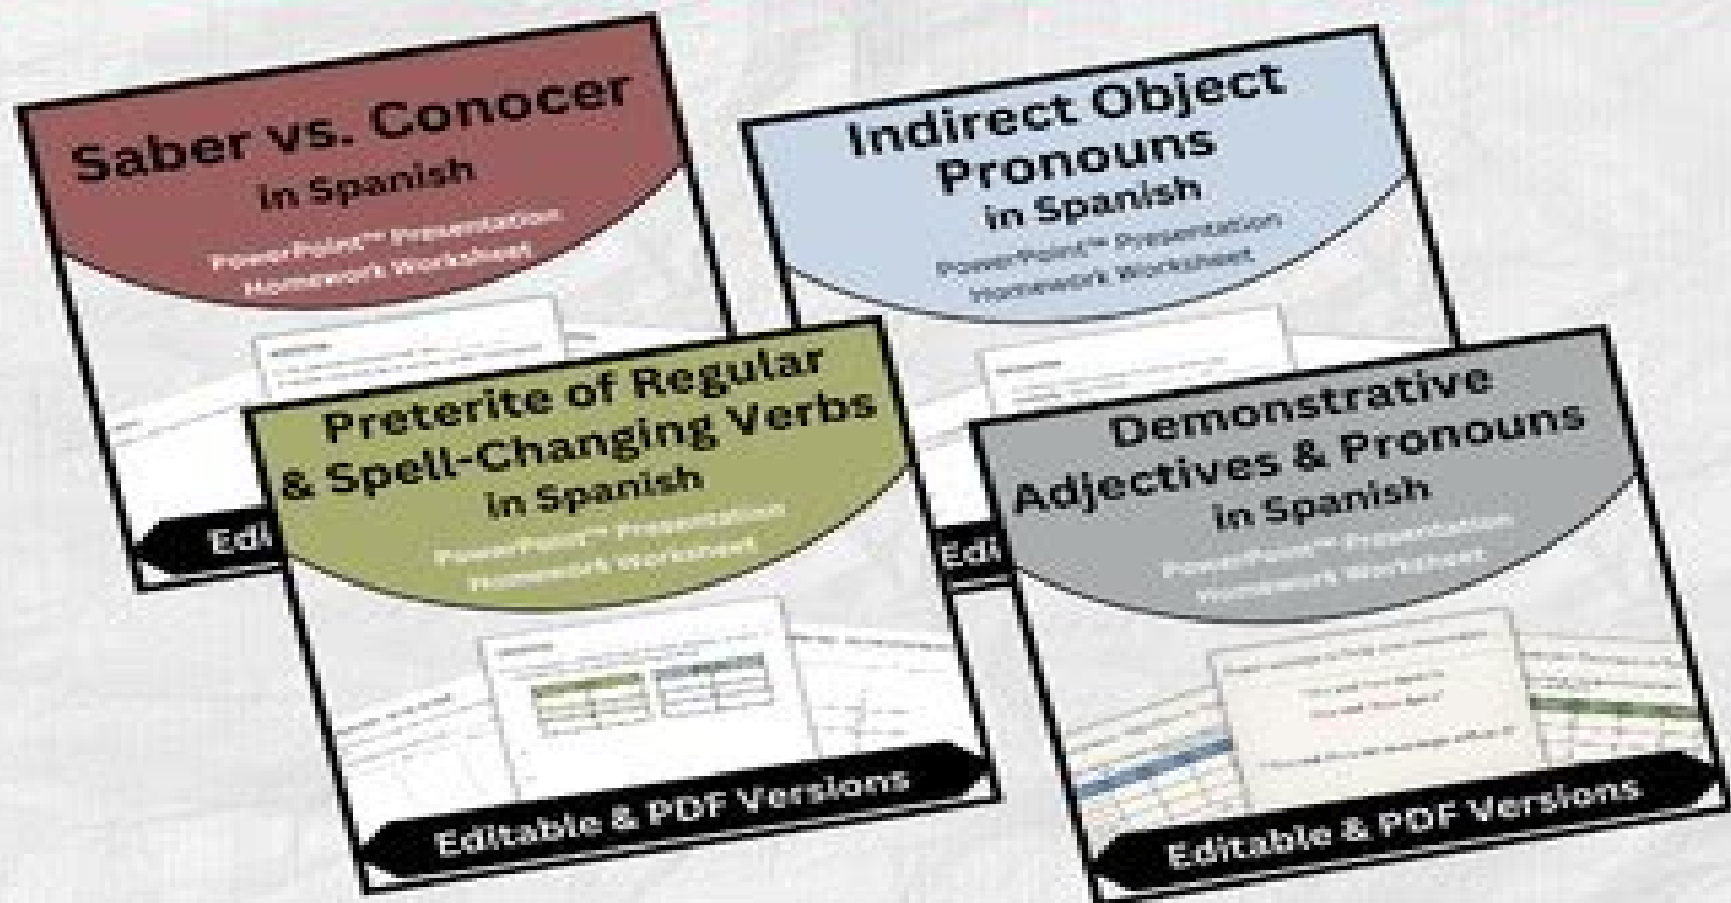 Saber vs. Conocer
in Spanish
PowerPoint™ Presentation
Homework Worksheet
Edi
Indirect Object
Pronouns
in Spanish
PowerPoint™ Presentation
Homework Worksheet
Edi
Preterite of Regular
& Spell-Changing Verbs
in Spanish
PowerPoint™ Presentation
Homework Worksheet
Editable & PDF Versions
Demonstrative
Adjectives & Pronouns
in Spanish
PowerPoint™ Presentation
Homework Worksheet
Editable & PDF Versions